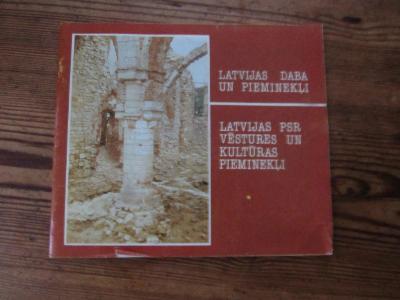 LATVIJAS DABA
UN PIEMINEKĻI
LATVIJAS PSR
VĒSTURES UN
KULTŪRAS
PIEMINEKĻI